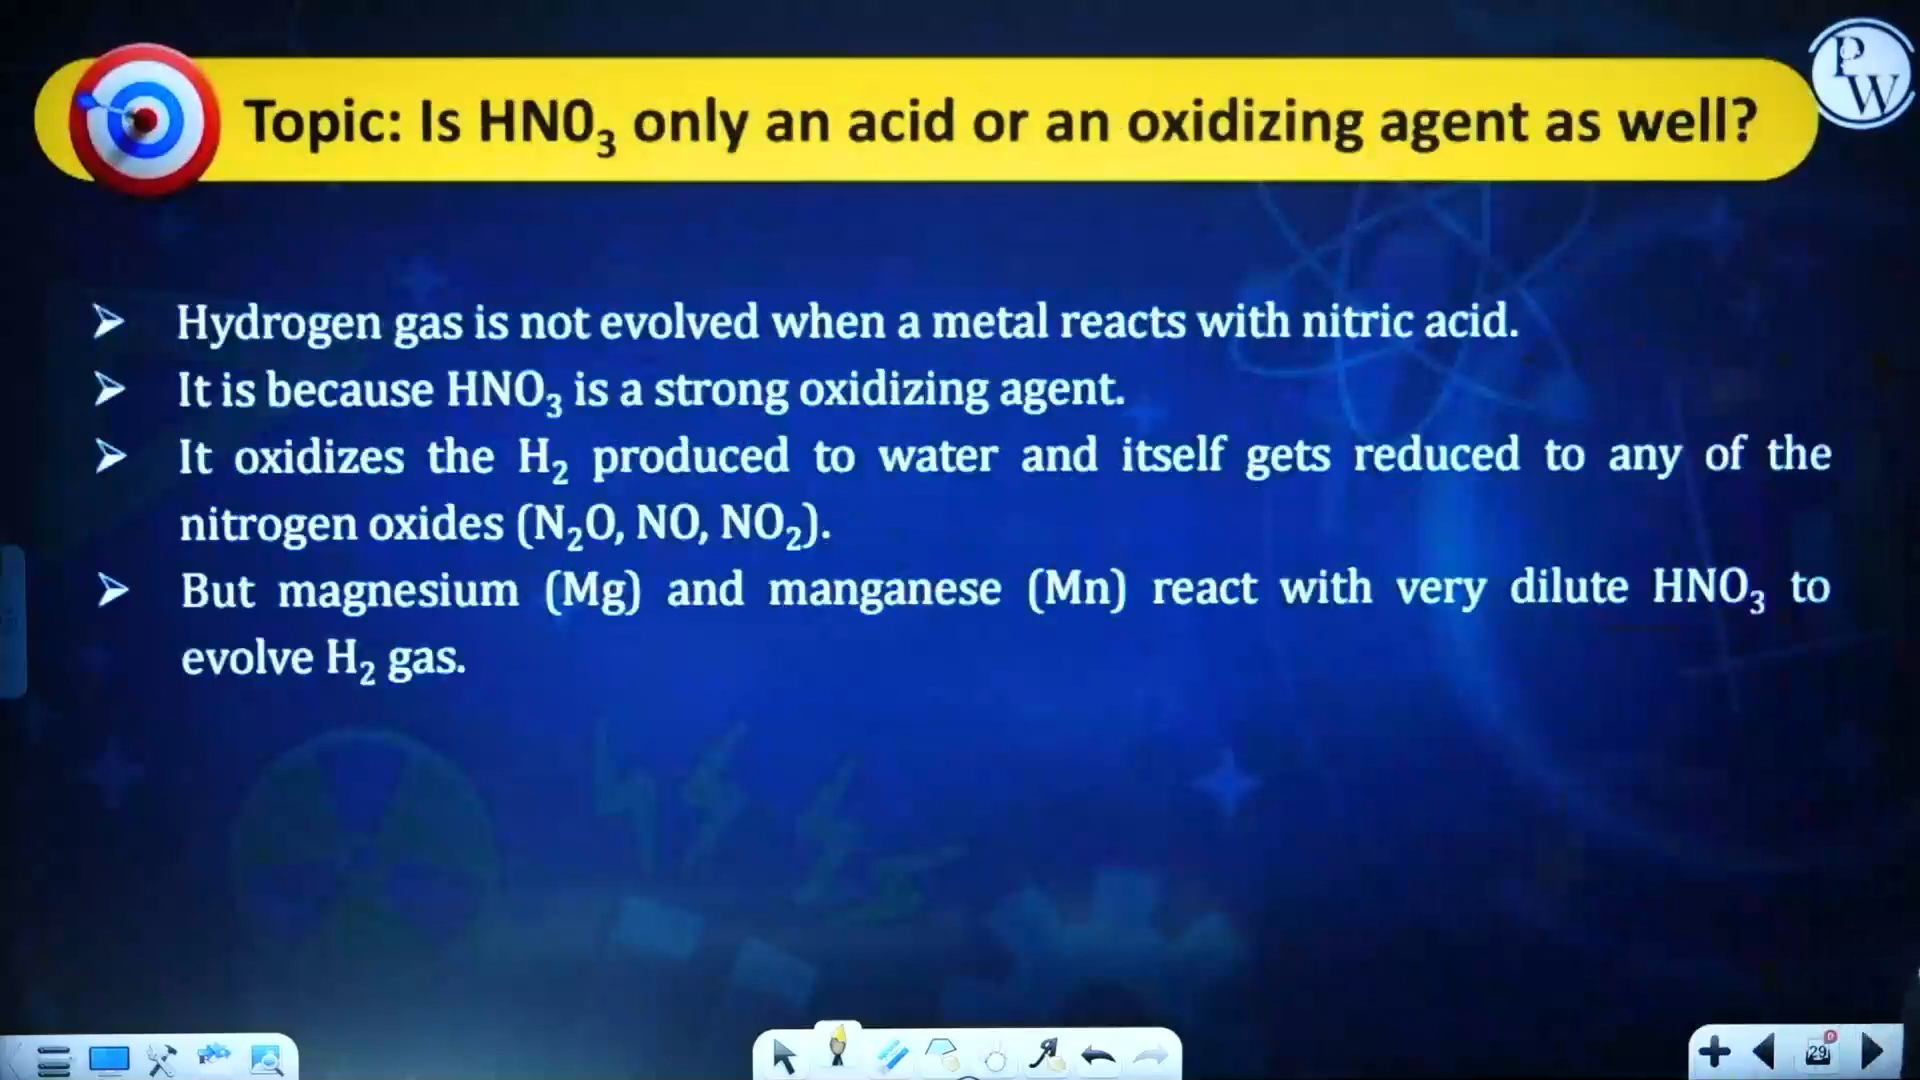 Topic: Is HN0₃ only an acid or an oxidizing agent as well?
PW
➢ Hydrogen gas is not evolved when a metal reacts with nitric acid.
➢ It is because HNO₃ is a strong oxidizing agent.
➢ It oxidizes the H₂ produced to water and itself gets reduced to any of the
nitrogen oxides (N₂O, NO, NO₂).
➢ But magnesium (Mg) and manganese (Mn) react with very dilute HNO₃ to
evolve H₂ gas.
29